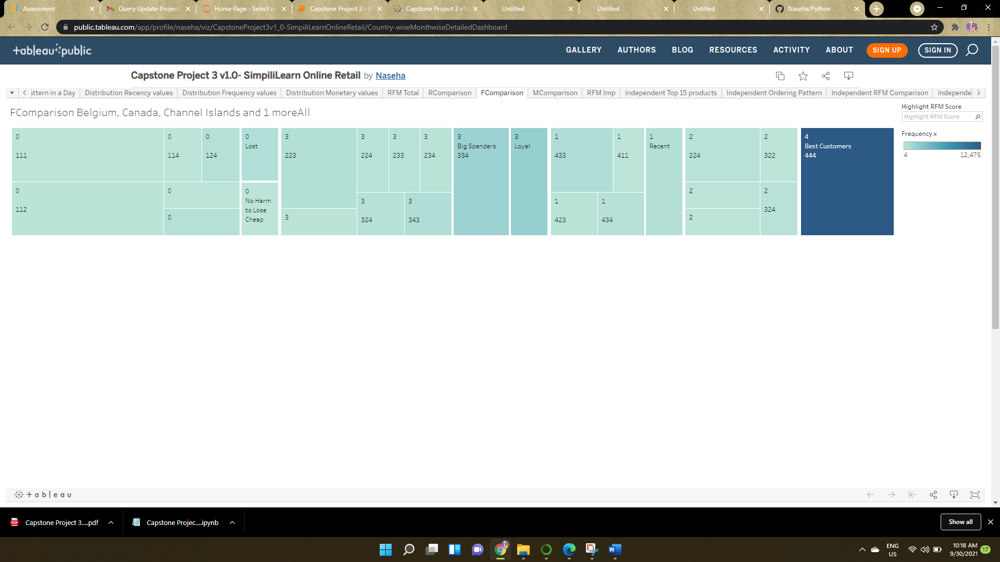 Assessment
Query Update-Project
Home Page - Select or
Capstone Project 3 - R
Capstone Project 3 v1.
Untitled
Untitled
Untitled
Naseha/Python
public.tableau.com/app/profile/naseha/viz/CapstoneProject3v1_0-SimpiliLearnOnlineRetail/Country-wiseMonthwiseDetailedDashboard
+ableau public
GALLERY AUTHORS BLOG RESOURCES ACTIVITY ABOUT SIGN UP SIGN IN
Capstone Project 3 v1.0- SimpiliLearn Online Retail by Naseha
ttern in a Day Distribution Recency values Distribution Frequency values Distribution Monetery values RFM Total RComparison FComparison MComparison RFM Imp Independent Top 15 products Independent Ordering Pattern Independent RFM Comparison Independe
FComparison Belgium, Canada, Channel Islands and 1 moreAll
Highlight RFM Score
Highlight RFM Score
Frequency x
4 12,475
0
111
0
114
0
124
0
Lost
0
112
0
0
0
No Harm
to Lose
Cheap
3
223
3
224
3
233
3
234
3
3
324
3
343
3
Big Spenders
334
3
Loyal
1
433
1
411
1
423
1
434
1
Recent
2
224
2
322
2
2
2
324
4
Best Customers
444
+ a b l e a u
Capstone Project 3....pdf
Capstone Projec....ipynb
Show all
ENG
US
10:18 AM
9/30/2021
17